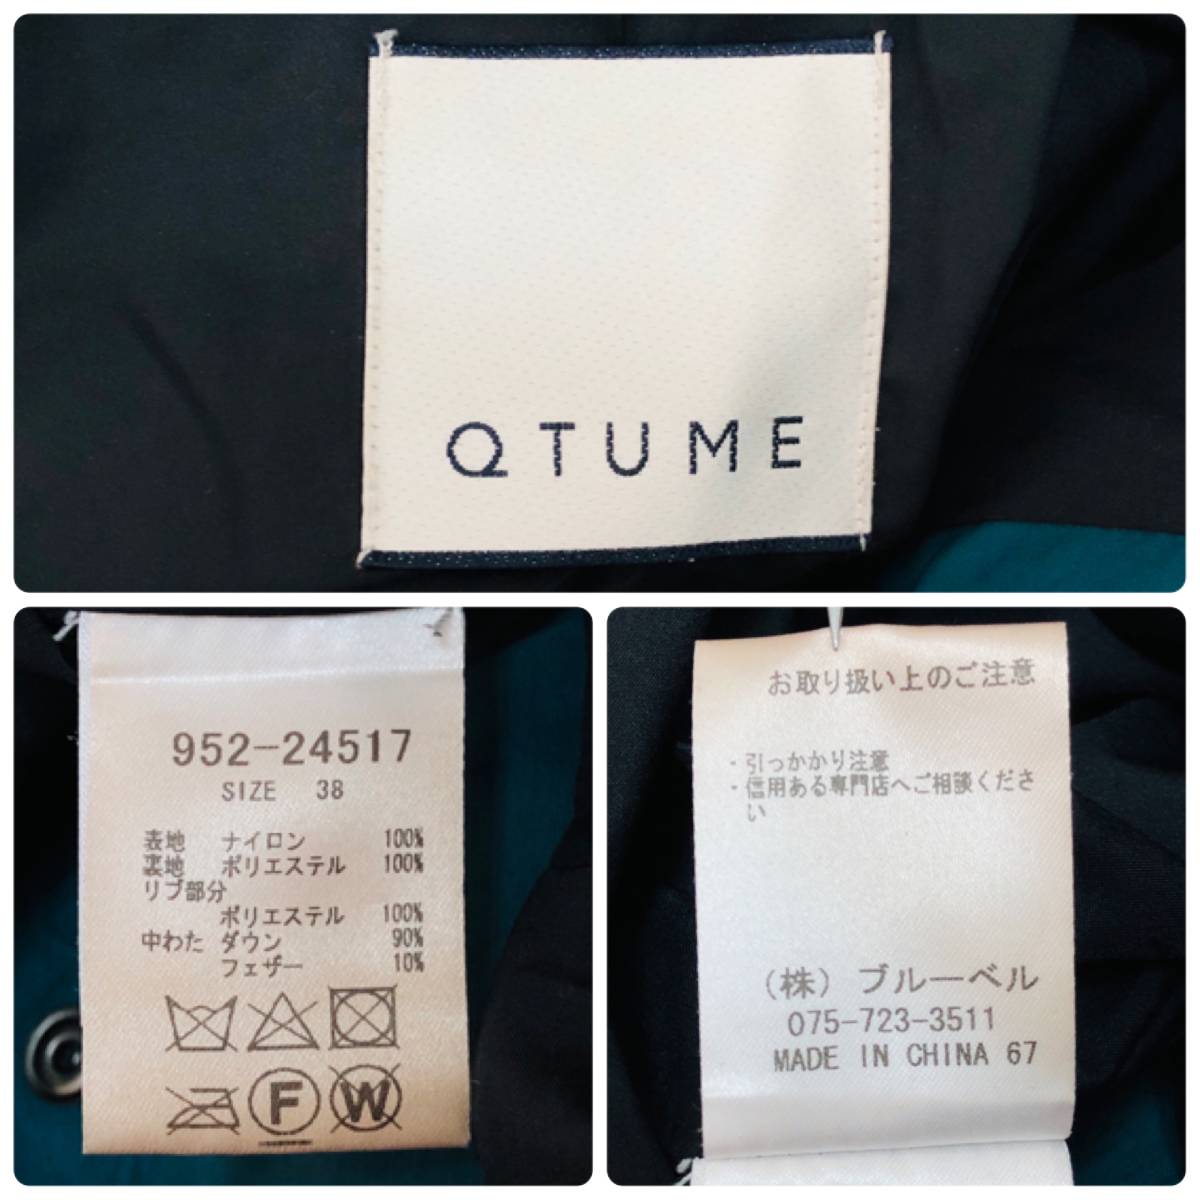 QTUME
952-24517
SIZE 38
表地 ナイロン 100%
裏地 ポリエステル 100%
リブ部分
ポリエステル 100%
中わた ダウン 90%
フェザー 10%
F W
お取り扱い上のご注意
・引っかかり注意
・信用ある専門店へご相談くださ
い
(株) ブルーベル
075-723-3511
MADE IN CHINA 67